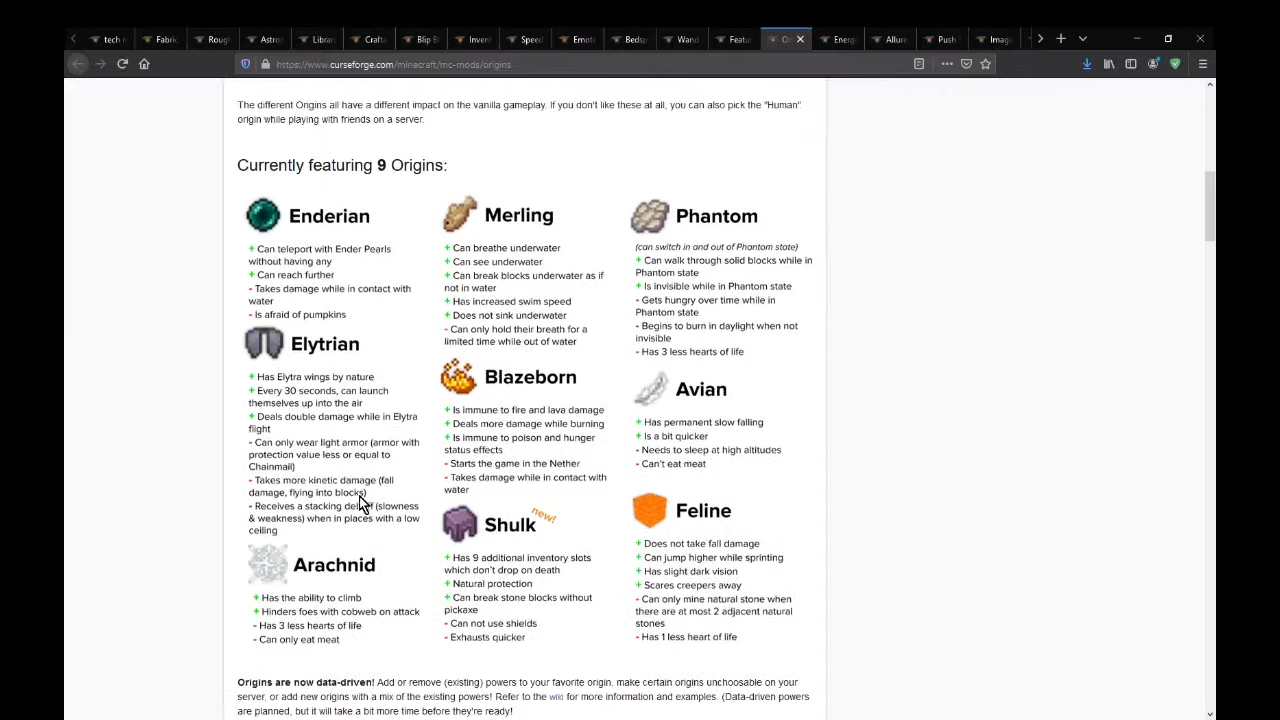 tech r
Fabric
Rough
Astro
Librar
Crafta
Blip Bl
Invent
Speed
Emote
Bedsp
Wand
Featu
Or
Energ
Allure
Push T
Image
https://www.curseforge.com/minecraft/mc-mods/origins
The different Origins all have a different impact on the vanilla gameplay. If you don't like these at all, you can also pick the "Human"
origin while playing with friends on a server.
Currently featuring 9 Origins:
Enderian
+ Can teleport with Ender Pearls
without having any
+ Can reach further
- Takes damage while in contact with
water
- Is afraid of pumpkins
Elytrian
+ Has Elytra wings by nature
+ Every 30 seconds, can launch
themselves up into the air
+ Deals double damage while in Elytra
flight
- Can only wear light armor (armor with
protection value less or equal to
Chainmail)
- Takes more kinetic damage (fall
damage, flying into blocks)
- Receives a stacking (slowness
& weakness) when in places with a low
ceiling
Arachnid
+ Has the ability to climb
+ Hinders foes with cobweb on attack
- Has 3 less hearts of life
- Can only eat meat
Merling
+ Can breathe underwater
+ Can see underwater
+ Can break blocks underwater as if
not in water
+ Has increased swim speed
+ Does not sink underwater
- Can only hold their breath for a
limited time while out of water
Blazeborn
+ Is immune to fire and lava damage
+ Deals more damage while burning
+ Is immune to poison and hunger
status effects
- Starts the game in the Nether
- Takes damage while in contact with
water
Shulk new!
+ Has 9 additional inventory slots
which don't drop on death
+ Natural protection
+ Can break stone blocks without
pickaxe
- Can not use shields
- Exhausts quicker
Phantom
(can switch in and out of Phantom state)
+ Can walk through solid blocks while in
Phantom state
+ Is invisible while in Phantom state
- Gets hungry over time while in
Phantom state
- Begins to burn in daylight when not
invisible
- Has 3 less hearts of life
Avian
+ Has permanent slow falling
+ Is a bit quicker
- Needs to sleep at high altitudes
- Can't eat meat
Feline
+ Does not take fall damage
+ Can jump higher while sprinting
+ Has slight dark vision
+ Scares creepers away
- Can only mine natural stone when
there are at most 2 adjacent natural
stones
- Has 1 less heart of life
Origins are now data-driven! Add or remove (existing) powers to your favorite origin, make certain origins unchoosable on your
server, or add new origins with a mix of the existing powers! Refer to the wiki for more information and examples. (Data-driven powers
are planned, but it will take a bit more time before they're ready!